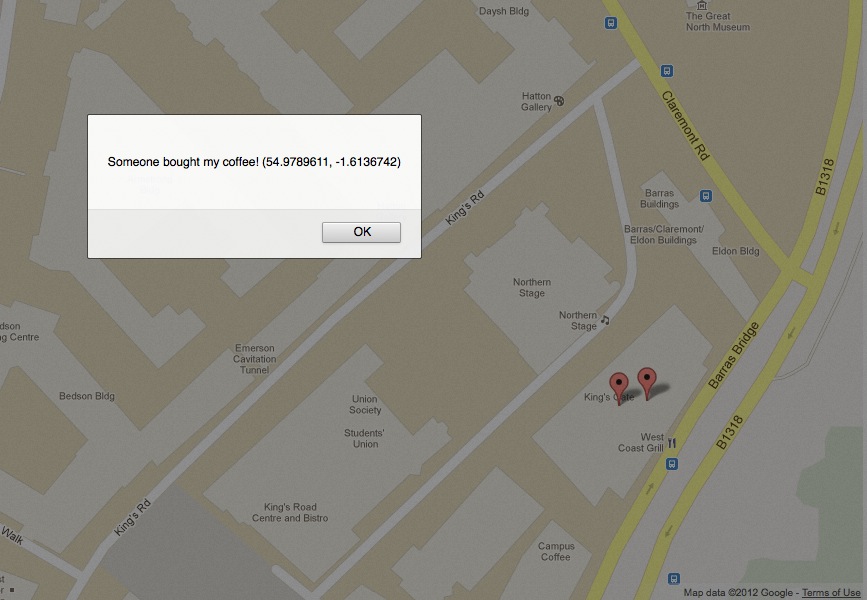 Daysh Bldg
The Great
North Museum
Hatton
Gallery
Claremont Rd
B1318
Someone bought my coffee! (54.9789611, -1.6136742)
OK
King's Rd
Barras
Buildings
Barras/Claremont/
Eldon Buildings
Eldon Bldg
Northern
Stage
Northern
Stage
dson
ng Centre
Emerson
Cavitation
Tunnel
Barras Bridge
Bedson Bldg
King's Gate
Union
Society
Students'
Union
West
Coast Grill
B1318
King's Road
Centre and Bistro
King's Rd
Walk
Campus
Coffee
st
r
Map data ©2012 Google - Terms of Use